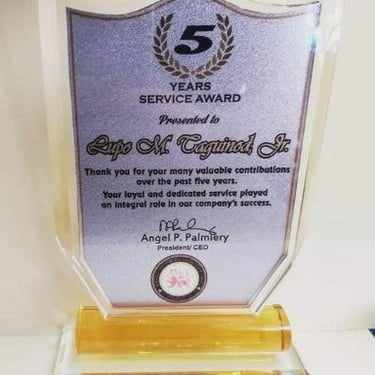 5
YEARS
SERVICE AWARD
Presented to
Lupo M. Taguinod, Jr.
Thank you for your many valuable contributions
over the past five years.
Your loyal and dedicated service played
an integral role in our company's success.
Angel P. Palmiery
President/ CEO